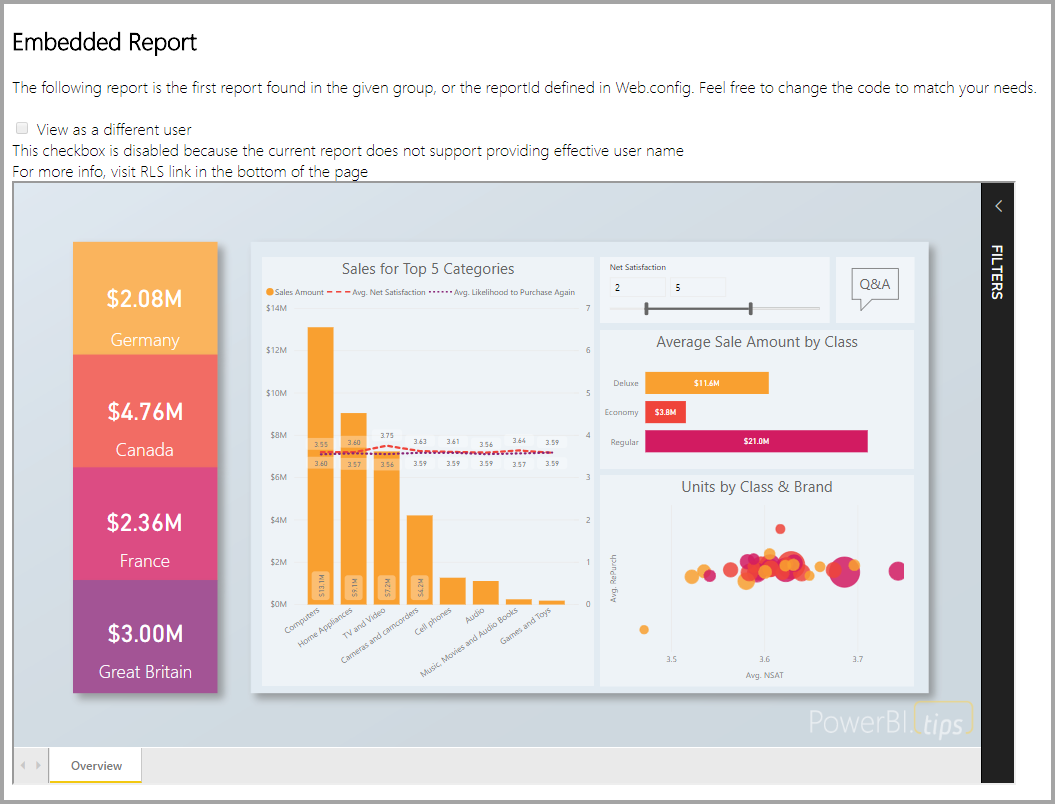 Embedded Report
The following report is the first report found in the given group, or the reportId defined in Web.config. Feel free to change the code to match your needs.
View as a different user
This checkbox is disabled because the current report does not support providing effective user name
For more info, visit RLS link in the bottom of the page
FILTERS
$2.08M
Germany
$4.76M
Canada
$2.36M
France
$3.00M
Great Britain
Sales for Top 5 Categories
Sales Amount Avg. Net Satisfaction Avg. Likelihood to Purchase Again
$14M 7
$12M 6
$10M 5
$8M 4
$6M 3
$4M 2
$2M 1
$0M 0
3.55 3.60 3.75 3.63 3.61 3.56 3.64 3.59
3.60 3.57 3.56 3.59 3.59 3.59 3.57 3.59
$13.1M $9.1M $7.2M $4.2M
Computers
Home Appliances
TV and Video
Cameras and camcorders
Cell phones
Audio
Music, Movies and Audio Books
Games and Toys
Net Satisfaction
2 5
Q&A
Average Sale Amount by Class
Deluxe $11.6M
Economy $3.8M
Regular $21.0M
Units by Class & Brand
Avg. RePurch
3.5 3.6 3.7
Avg. NSAT
PowerBI.tips
Overview